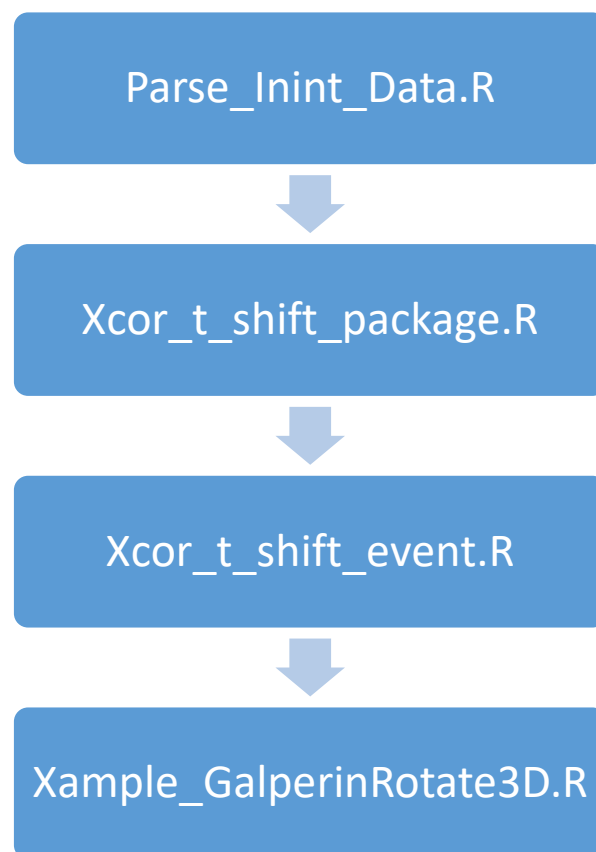 Parse_Inint_Data.R
Xcor_t_shift_package.R
Xcor_t_shift_event.R
Xample_GalperinRotate3D.R